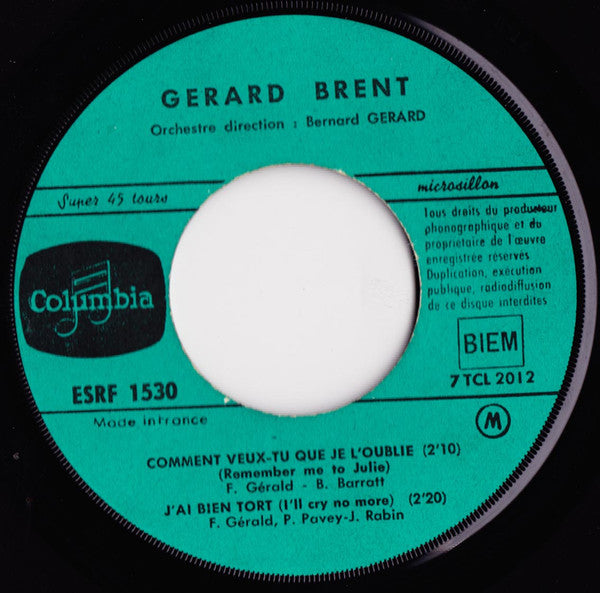 GERARD BRENT
Orchestre direction : Bernard GERARD
Super 45 tours
microsillon
Tous droits du producteur
phonographique et du
proprietaire de l'œuvre
enregistrée réservés
Duplication, exécution
publique, radiodiffusion
de ce disque interdites
Columbia
BIEM
ESRF 1530
7 TCL 2012
Made in France
M
COMMENT VEUX-TU QUE JE L'OUBLIE (2'10)
(Remember me to Julie)
F. Gérald - B. Barratt
J'AI BIEN TORT (I'll cry no more) (2'20)
F. Gérald, P. Pavey-J. Rabin